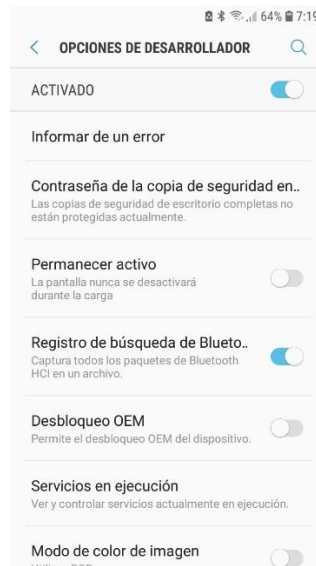 64% 7:19
OPCIONES DE DESARROLLADOR
ACTIVADO
Informar de un error
Contraseña de la copia de seguridad en..
Las copias de seguridad de escritorio completas no
están protegidas actualmente.
Permanecer activo
La pantalla nunca se desactivará
durante la carga
Registro de búsqueda de Blueto..
Captura todos los paquetes de Bluetooth
HCI en un archivo.
Desbloqueo OEM
Permite el desbloqueo OEM del dispositivo.
Servicios en ejecución
Ver y controlar servicios actualmente en ejecución.
Modo de color de imagen